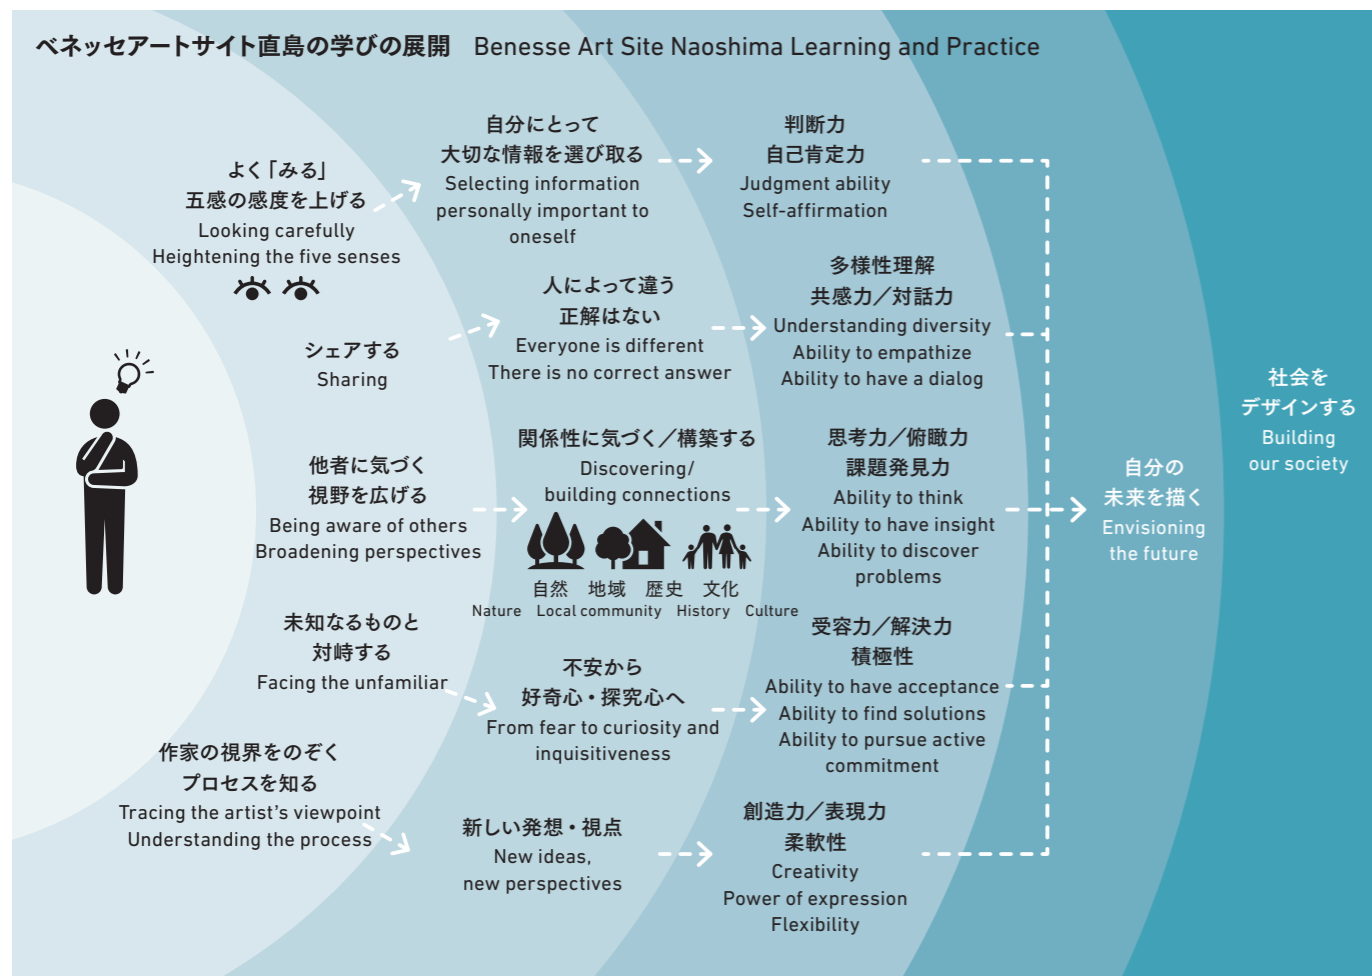 ベネッセアートサイト直島の学びの展開 Benesse Art Site Naoshima Learning and Practice
よく「みる」
五感の感度を上げる
Looking carefully
Heightening the five senses
自分にとって
大切な情報を選び取る
Selecting information
personally important to
oneself
判断力
自己肯定力
Judgment ability
Self-affirmation
シェアする
Sharing
人によって違う
正解はない
Everyone is different
There is no correct answer
多様性理解
共感力／対話力
Understanding diversity
Ability to empathize
Ability to have a dialog
他者に気づく
視野を広げる
Being aware of others
Broadening perspectives
関係性に気づく／構築する
Discovering/
building connections
自然 地域 歴史 文化
Nature Local community History Culture
思考力／俯瞰力
課題発見力
Ability to think
Ability to have insight
Ability to discover
problems
未知なるものと
対峙する
Facing the unfamiliar
不安から
好奇心・探究心へ
From fear to curiosity and
inquisitiveness
受容力／解決力
積極性
Ability to have acceptance
Ability to find solutions
Ability to pursue active
commitment
作家の視界をのぞく
プロセスを知る
Tracing the artist's viewpoint
Understanding the process
新しい発想・視点
New ideas,
new perspectives
創造力／表現力
柔軟性
Creativity
Power of expression
Flexibility
自分の
未来を描く
Envisioning
the future
社会を
デザインする
Building
our society